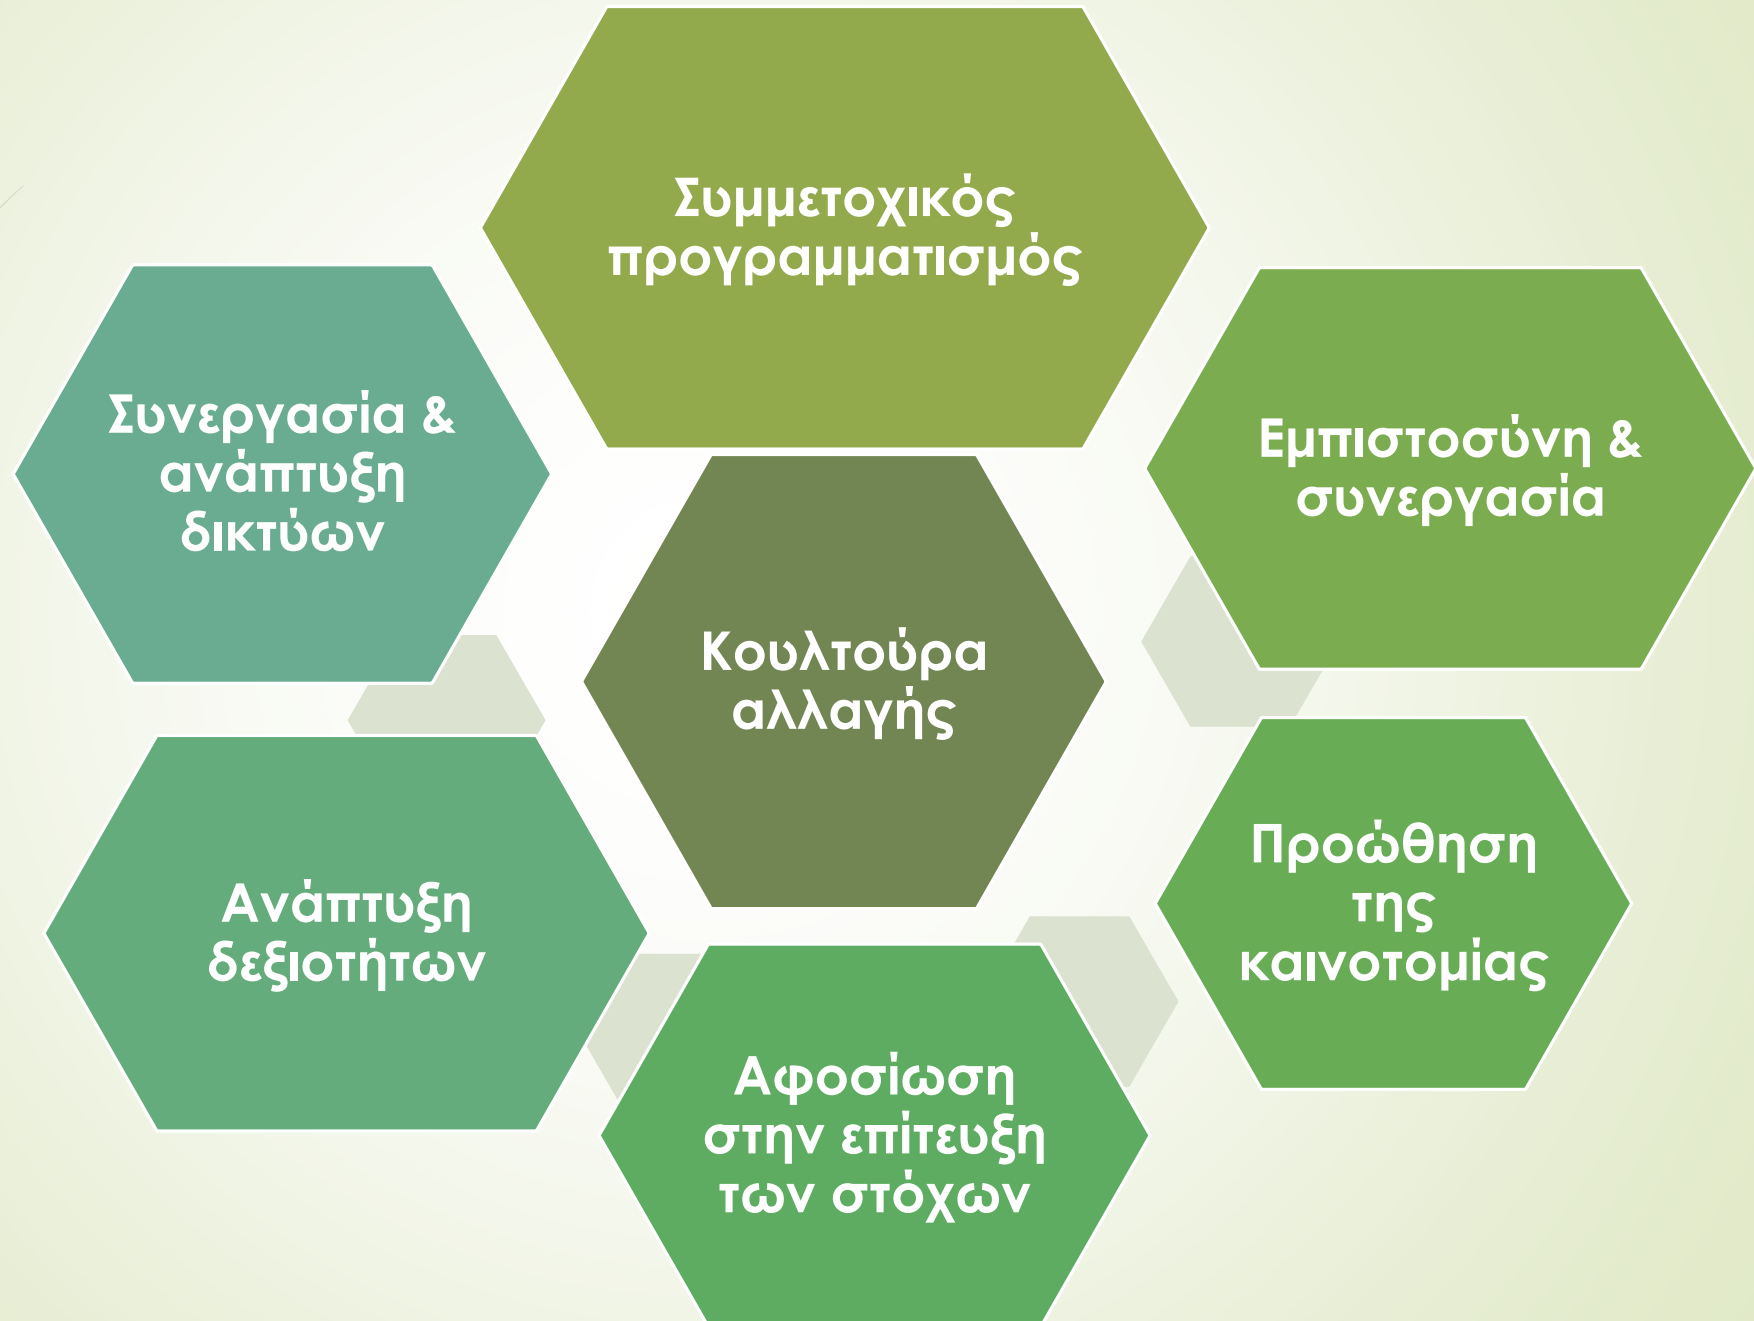 Συμμετοχικός
προγραμματισμός
Συνεργασία &
ανάπτυξη
δικτύων
Εμπιστοσύνη &
συνεργασία
Κουλτούρα
αλλαγής
Προώθηση
της
καινοτομίας
Ανάπτυξη
δεξιοτήτων
Αφοσίωση
στην επίτευξη
των στόχων